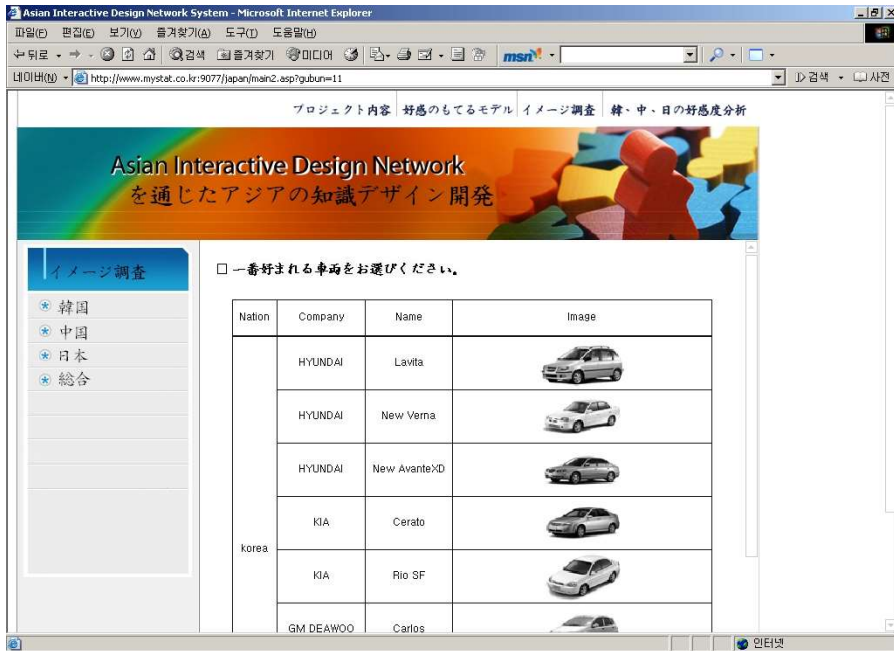 Asian Interactive Design Network System - Microsoft Internet Explorer
파일(F) 편집(E) 보기(V) 즐겨찾기(A) 도구(T) 도움말(H)
뒤로 검색 즐겨찾기 미디어 msn
네이버(N) http://www.mystat.co.kr:9077/japan/main2.asp?gubun=11 검색 사전
プロジェクト内容 好感のもてるモデル イメージ調査 韓、中、日の好感度分析
Asian Interactive Design Network
を通じたアジアの知識デザイン開発
イメージ調査
韓国
中国
日本
総合
□ 一番好まれる車両をお選びください。
Nation Company Name Image
korea
HYUNDAI Lavita
HYUNDAI New Verna
HYUNDAI New AvanteXD
KIA Cerato
KIA Rio SF
GM DEAWOO Carlos
인터넷